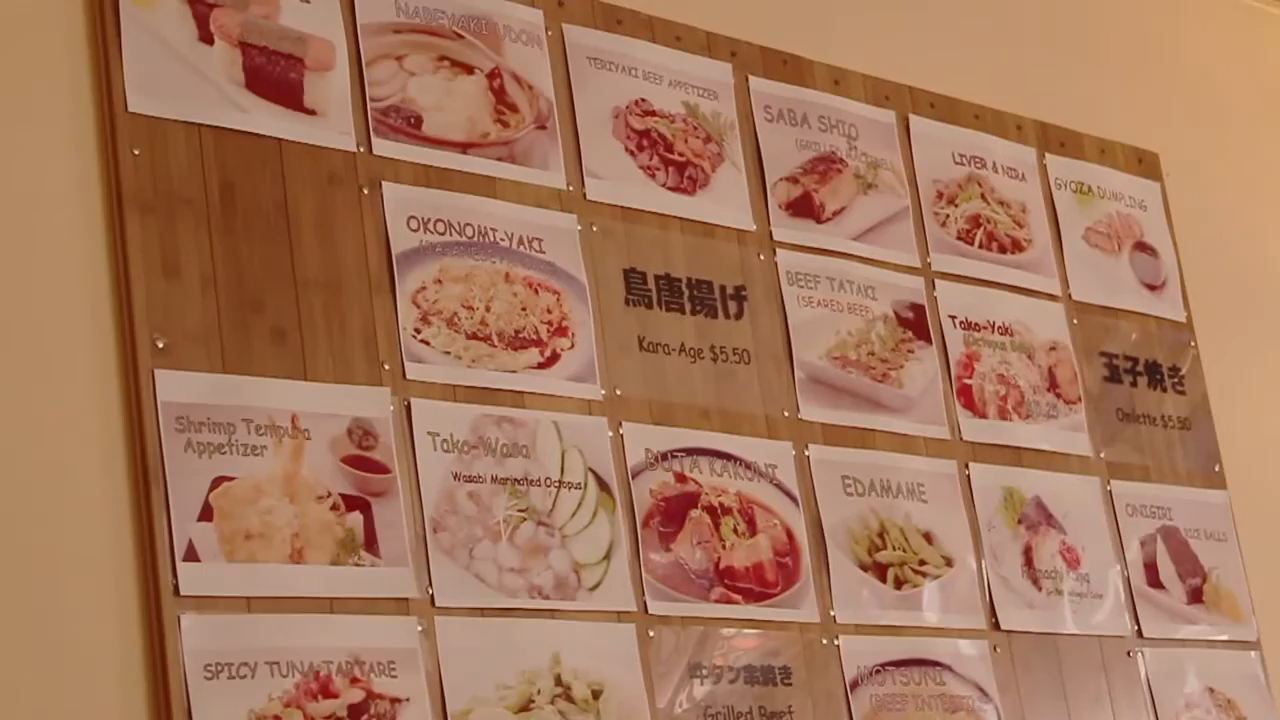 NABEYAKI UDON
TERIYAKI BEEF APPETIZER
SABA SHIO
(GRILLED MACKEREL)
LIVER & NIRA
GYOZA DUMPLING
OKONOMI-YAKI
(JAPANESE
鳥唐揚げ
Kara-Age $5.50
BEEF TATAKI
(SEARED BEEF)
Tako-Yaki
(Octopus
玉子焼き
Omlette $5.50
Shrimp Tempura
Appetizer
Tako-Wasa
Wasabi Marinated Octopus
BUTA KAKUNI
EDAMAME
Hamachi Kama
ONIGIRI
RICE BALLS
SPICY TUNA TARTARE
牛タン串焼き
Grilled Beef
MOTSUNI
(BEEF INTESTINE